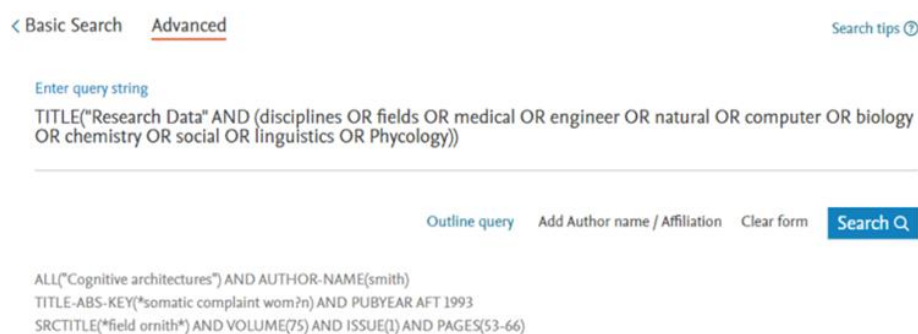 < Basic Search Advanced Search tips ?
Enter query string
TITLE("Research Data" AND (disciplines OR fields OR medical OR engineer OR natural OR computer OR biology
OR chemistry OR social OR linguistics OR Phycology))
Outline query Add Author name / Affiliation Clear form Search
ALL("Cognitive architectures") AND AUTHOR-NAME(smith)
TITLE-ABS-KEY(*somatic complaint wom?n) AND PUBYEAR AFT 1993
SRCTITLE(*field ornith*) AND VOLUME(75) AND ISSUE(1) AND PAGES(53-66)